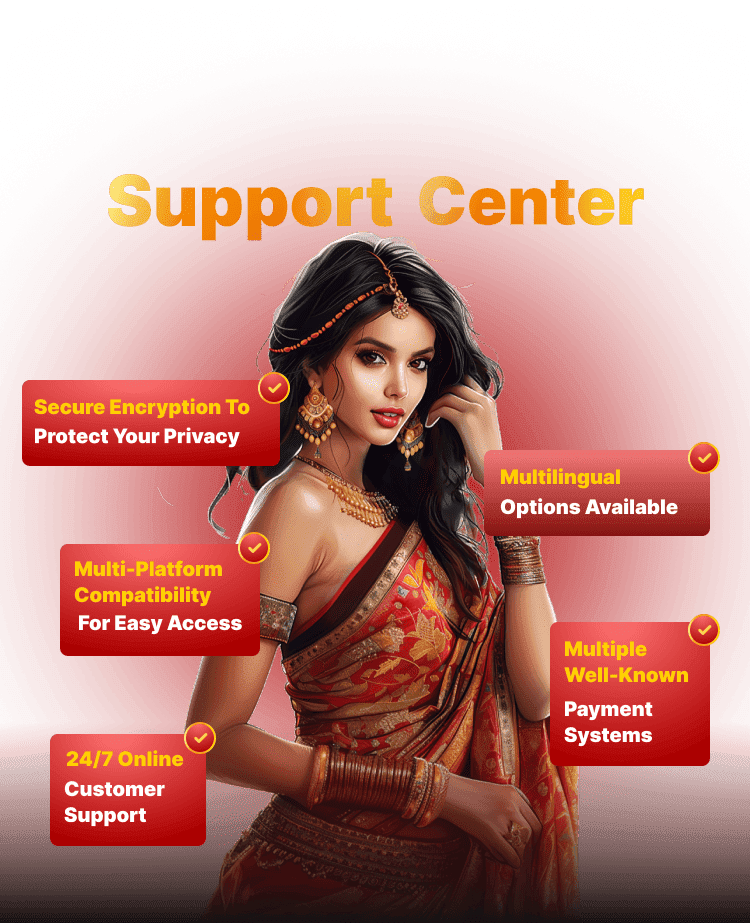 Support Center
Secure Encryption To
Protect Your Privacy
Multilingual
Options Available
Multi-Platform
Compatibility
For Easy Access
Multiple
Well-Known
Payment
Systems
24/7 Online
Customer
Support